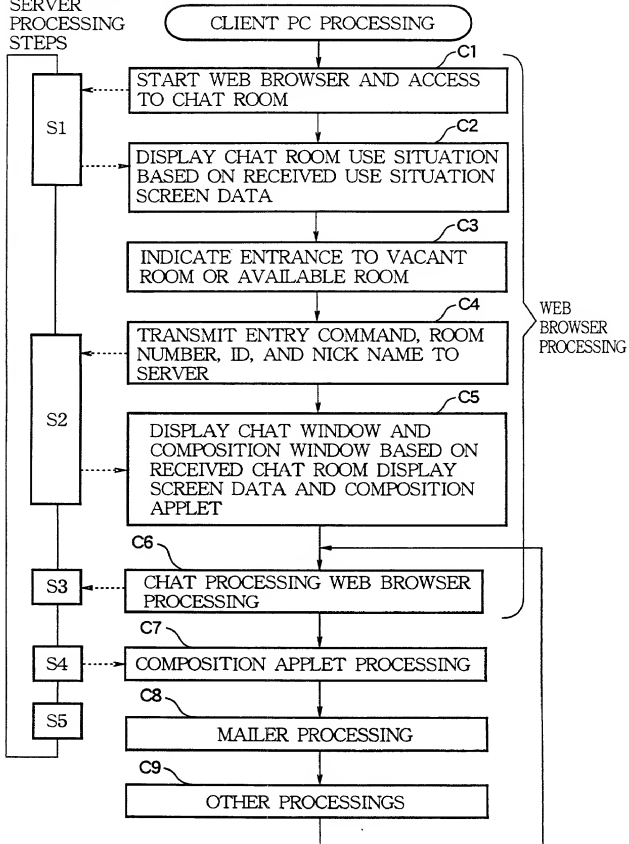 SERVER
PROCESSING
STEPS
CLIENT PC PROCESSING
C1
START WEB BROWSER AND ACCESS
TO CHAT ROOM
S1
C2
DISPLAY CHAT ROOM USE SITUATION
BASED ON RECEIVED USE SITUATION
SCREEN DATA
C3
INDICATE ENTRANCE TO VACANT
ROOM OR AVAILABLE ROOM
C4
TRANSMIT ENTRY COMMAND, ROOM
NUMBER, ID, AND NICK NAME TO
SERVER
WEB
BROWSER
PROCESSING
S2
C5
DISPLAY CHAT WINDOW AND
COMPOSITION WINDOW BASED ON
RECEIVED CHAT ROOM DISPLAY
SCREEN DATA AND COMPOSITION
APPLET
C6
S3
CHAT PROCESSING WEB BROWSER
PROCESSING
C7
S4
COMPOSITION APPLET PROCESSING
C8
S5
MAILER PROCESSING
C9
OTHER PROCESSINGS